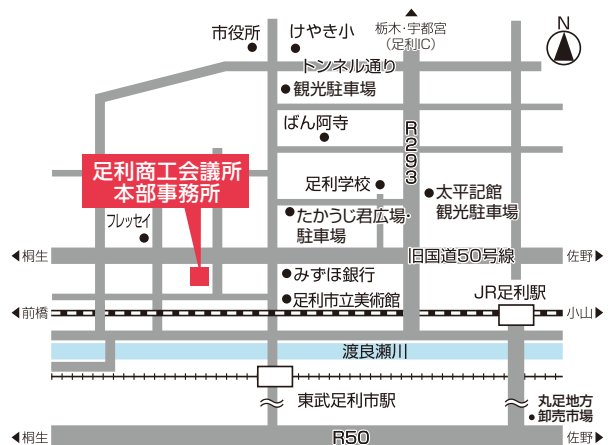 市役所
けやき小
栃木・宇都宮
（足利IC）
N
トンネル通り
観光駐車場
ばん阿寺
R293
足利商工会議所
本部事務所
足利学校
太平記館
観光駐車場
フレッセイ
たかうじ君広場・
駐車場
桐生
旧国道50号線
佐野
みずほ銀行
足利市立美術館
JR足利駅
前橋
小山
渡良瀬川
東武足利市駅
丸足地方
卸売市場
桐生
R50
佐野